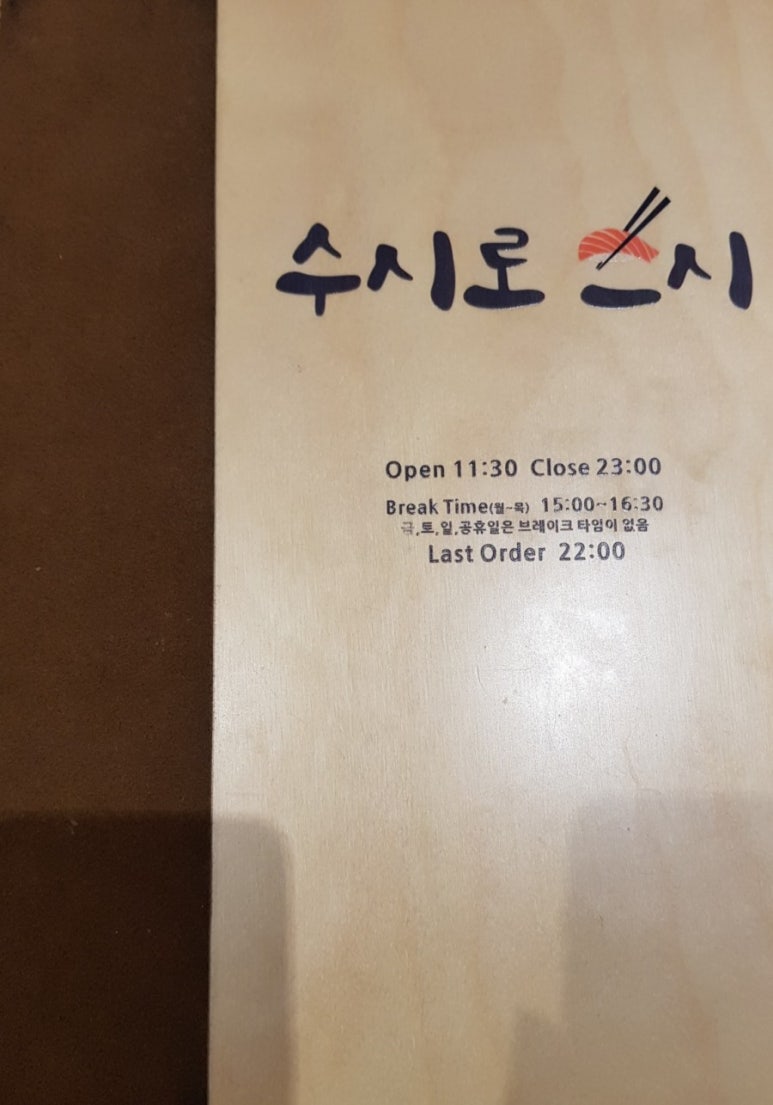 수시로 스시
Open 11:30 Close 23:00
Break Time(월~목) 15:00~16:30
금,토,일,공휴일은 브레이크 타임이 없음
Last Order 22:00